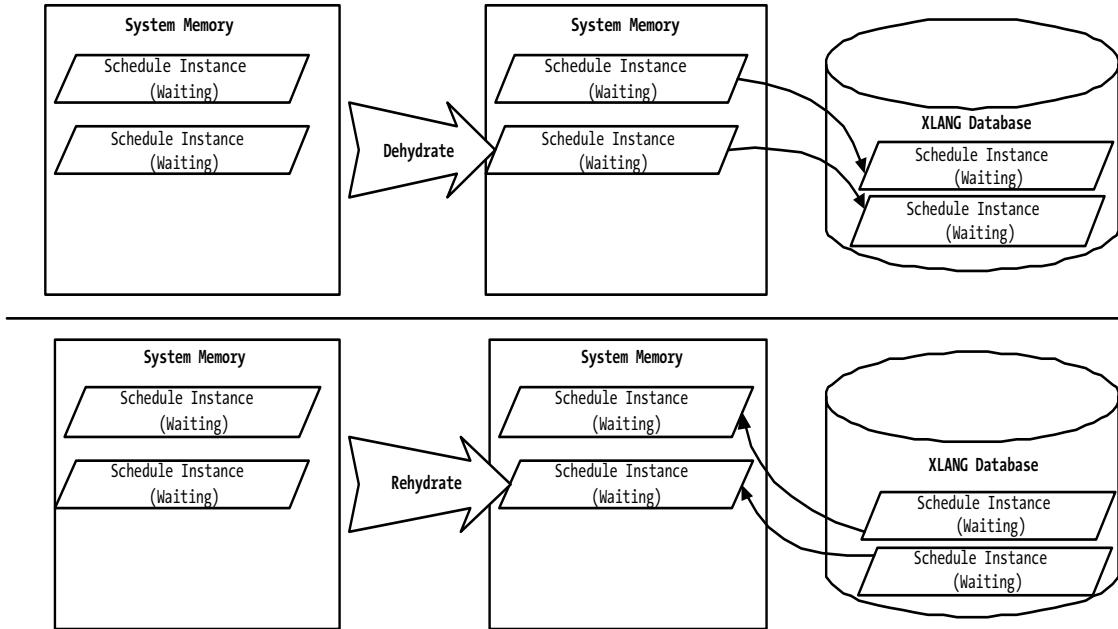 System Memory
Schedule Instance
(Waiting)
Schedule Instance
(Waiting)
Dehydrate
System Memory
Schedule Instance
(Waiting)
Schedule Instance
(Waiting)
XLANG Database
Schedule Instance
(Waiting)
Schedule Instance
(Waiting)
System Memory
Schedule Instance
(Waiting)
Schedule Instance
(Waiting)
Rehydrate
System Memory
Schedule Instance
(Waiting)
Schedule Instance
(Waiting)
XLANG Database
Schedule Instance
(Waiting)
Schedule Instance
(Waiting)